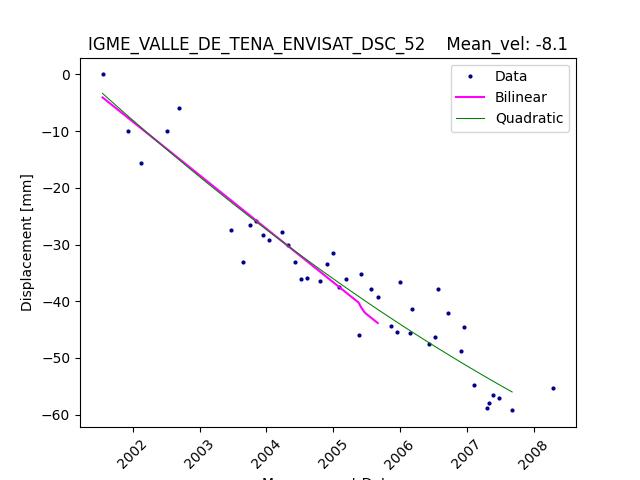 IGME_VALLE_DE_TENA_ENVISAT_DSC_52    Mean_vel: -8.1
Data
Bilinear
Quadratic
Displacement [mm]
0
−10
−20
−30
−40
−50
−60
2002
2003
2004
2005
2006
2007
2008